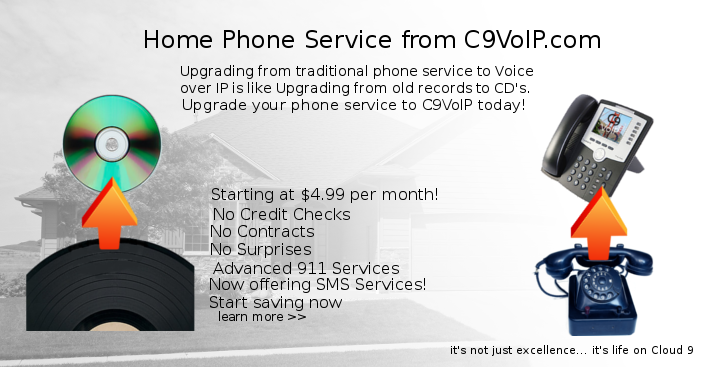 Home Phone Service from C9VoIP.com
Upgrading from traditional phone service to Voice
over IP is like Upgrading from old records to CD's.
Upgrade your phone service to C9VoIP today!
Starting at $4.99 per month!
No Credit Checks
No Contracts
No Surprises
Advanced 911 Services
Now offering SMS Services!
Start saving now
learn more >>
it's not just excellence... it's life on Cloud 9